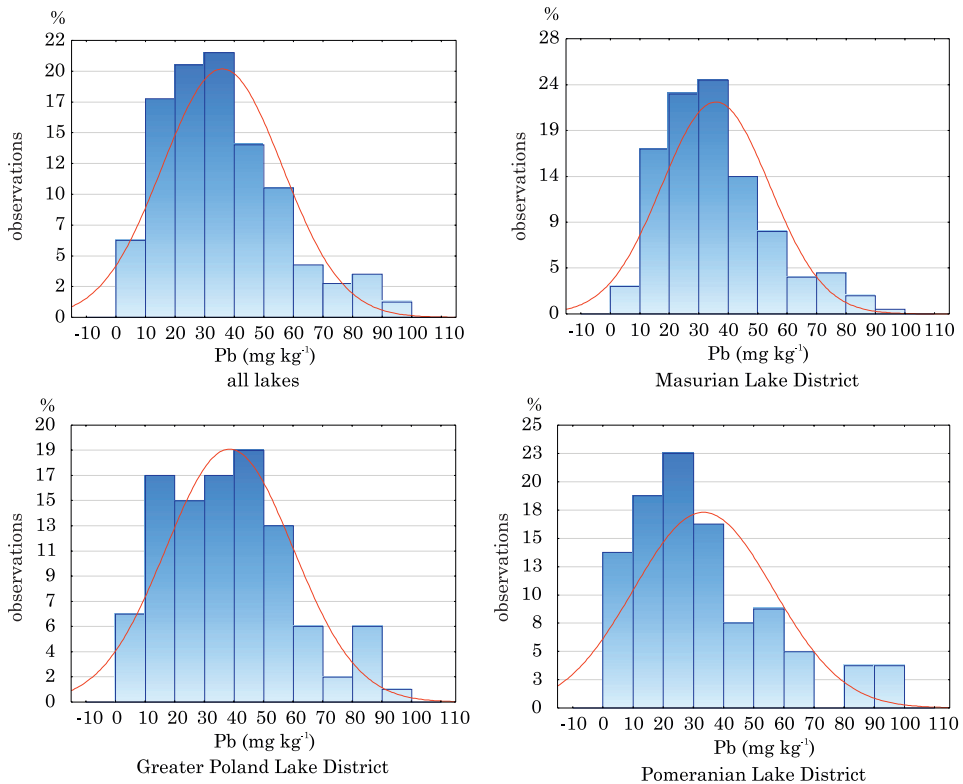 %
22
20
17
15
12
10
7
5
2
0
observations
-10 0 10 20 30 40 50 60 70 80 90 100 110
Pb (mg kg⁻¹)
all lakes
%
28
24
19
14
9
5
0
observations
-10 0 10 20 30 40 50 60 70 80 90 100 110
Pb (mg kg⁻¹)
Masurian Lake District
%
20
19
17
15
13
11
9
6
4
2
0
observations
-10 0 10 20 30 40 50 60 70 80 90 100 110
Pb (mg kg⁻¹)
Greater Poland Lake District
%
25
23
20
18
15
13
10
8
5
3
0
observations
-10 0 10 20 30 40 50 60 70 80 90 100 110
Pb (mg kg⁻¹)
Pomeranian Lake District